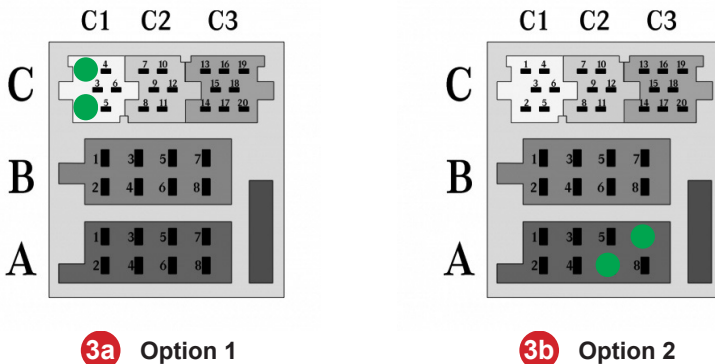 C1 C2 C3
C
4 7 10 13 16 19
3 6 9 12 15 18
5 8 11 14 17 20
B
1 3 5 7
2 4 6 8
A
1 3 5 7
2 4 6 8
3a Option 1
C1 C2 C3
C
1 4 7 10 13 16 19
3 6 9 12 15 18
2 5 8 11 14 17 20
B
1 3 5 7
2 4 6 8
A
1 3 5
2 4 8
3b Option 2